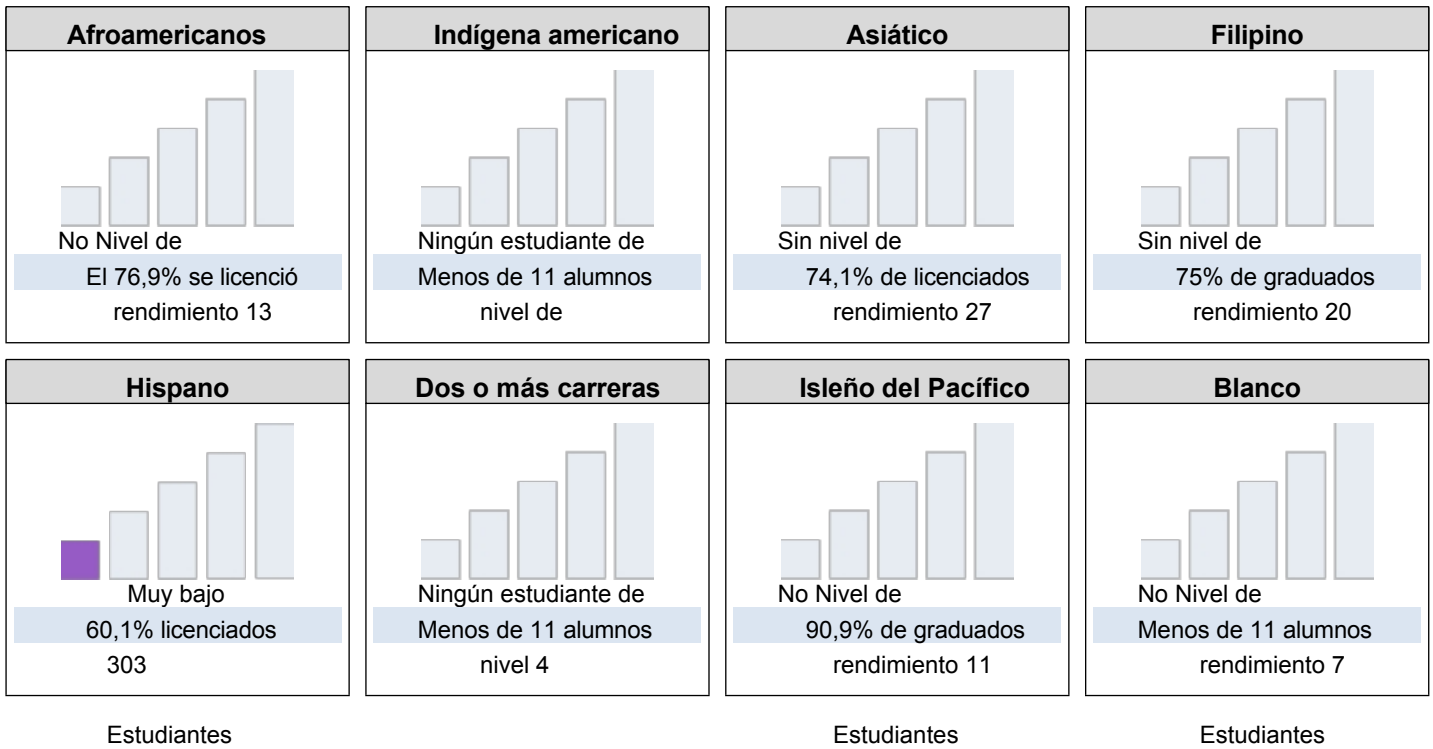 Afroamericanos
No Nivel de
El 76,9% se licenció
rendimiento 13
Indígena americano
Ningún estudiante de
Menos de 11 alumnos
nivel de
Asiático
Sin nivel de
74,1% de licenciados
rendimiento 27
Filipino
Sin nivel de
75% de graduados
rendimiento 20
Hispano
Muy bajo
60,1% licenciados
303
Estudiantes
Dos o más carreras
Ningún estudiante de
Menos de 11 alumnos
nivel 4
Isleño del Pacífico
No Nivel de
90,9% de graduados
rendimiento 11
Estudiantes
Blanco
No Nivel de
Menos de 11 alumnos
rendimiento 7
Estudiantes